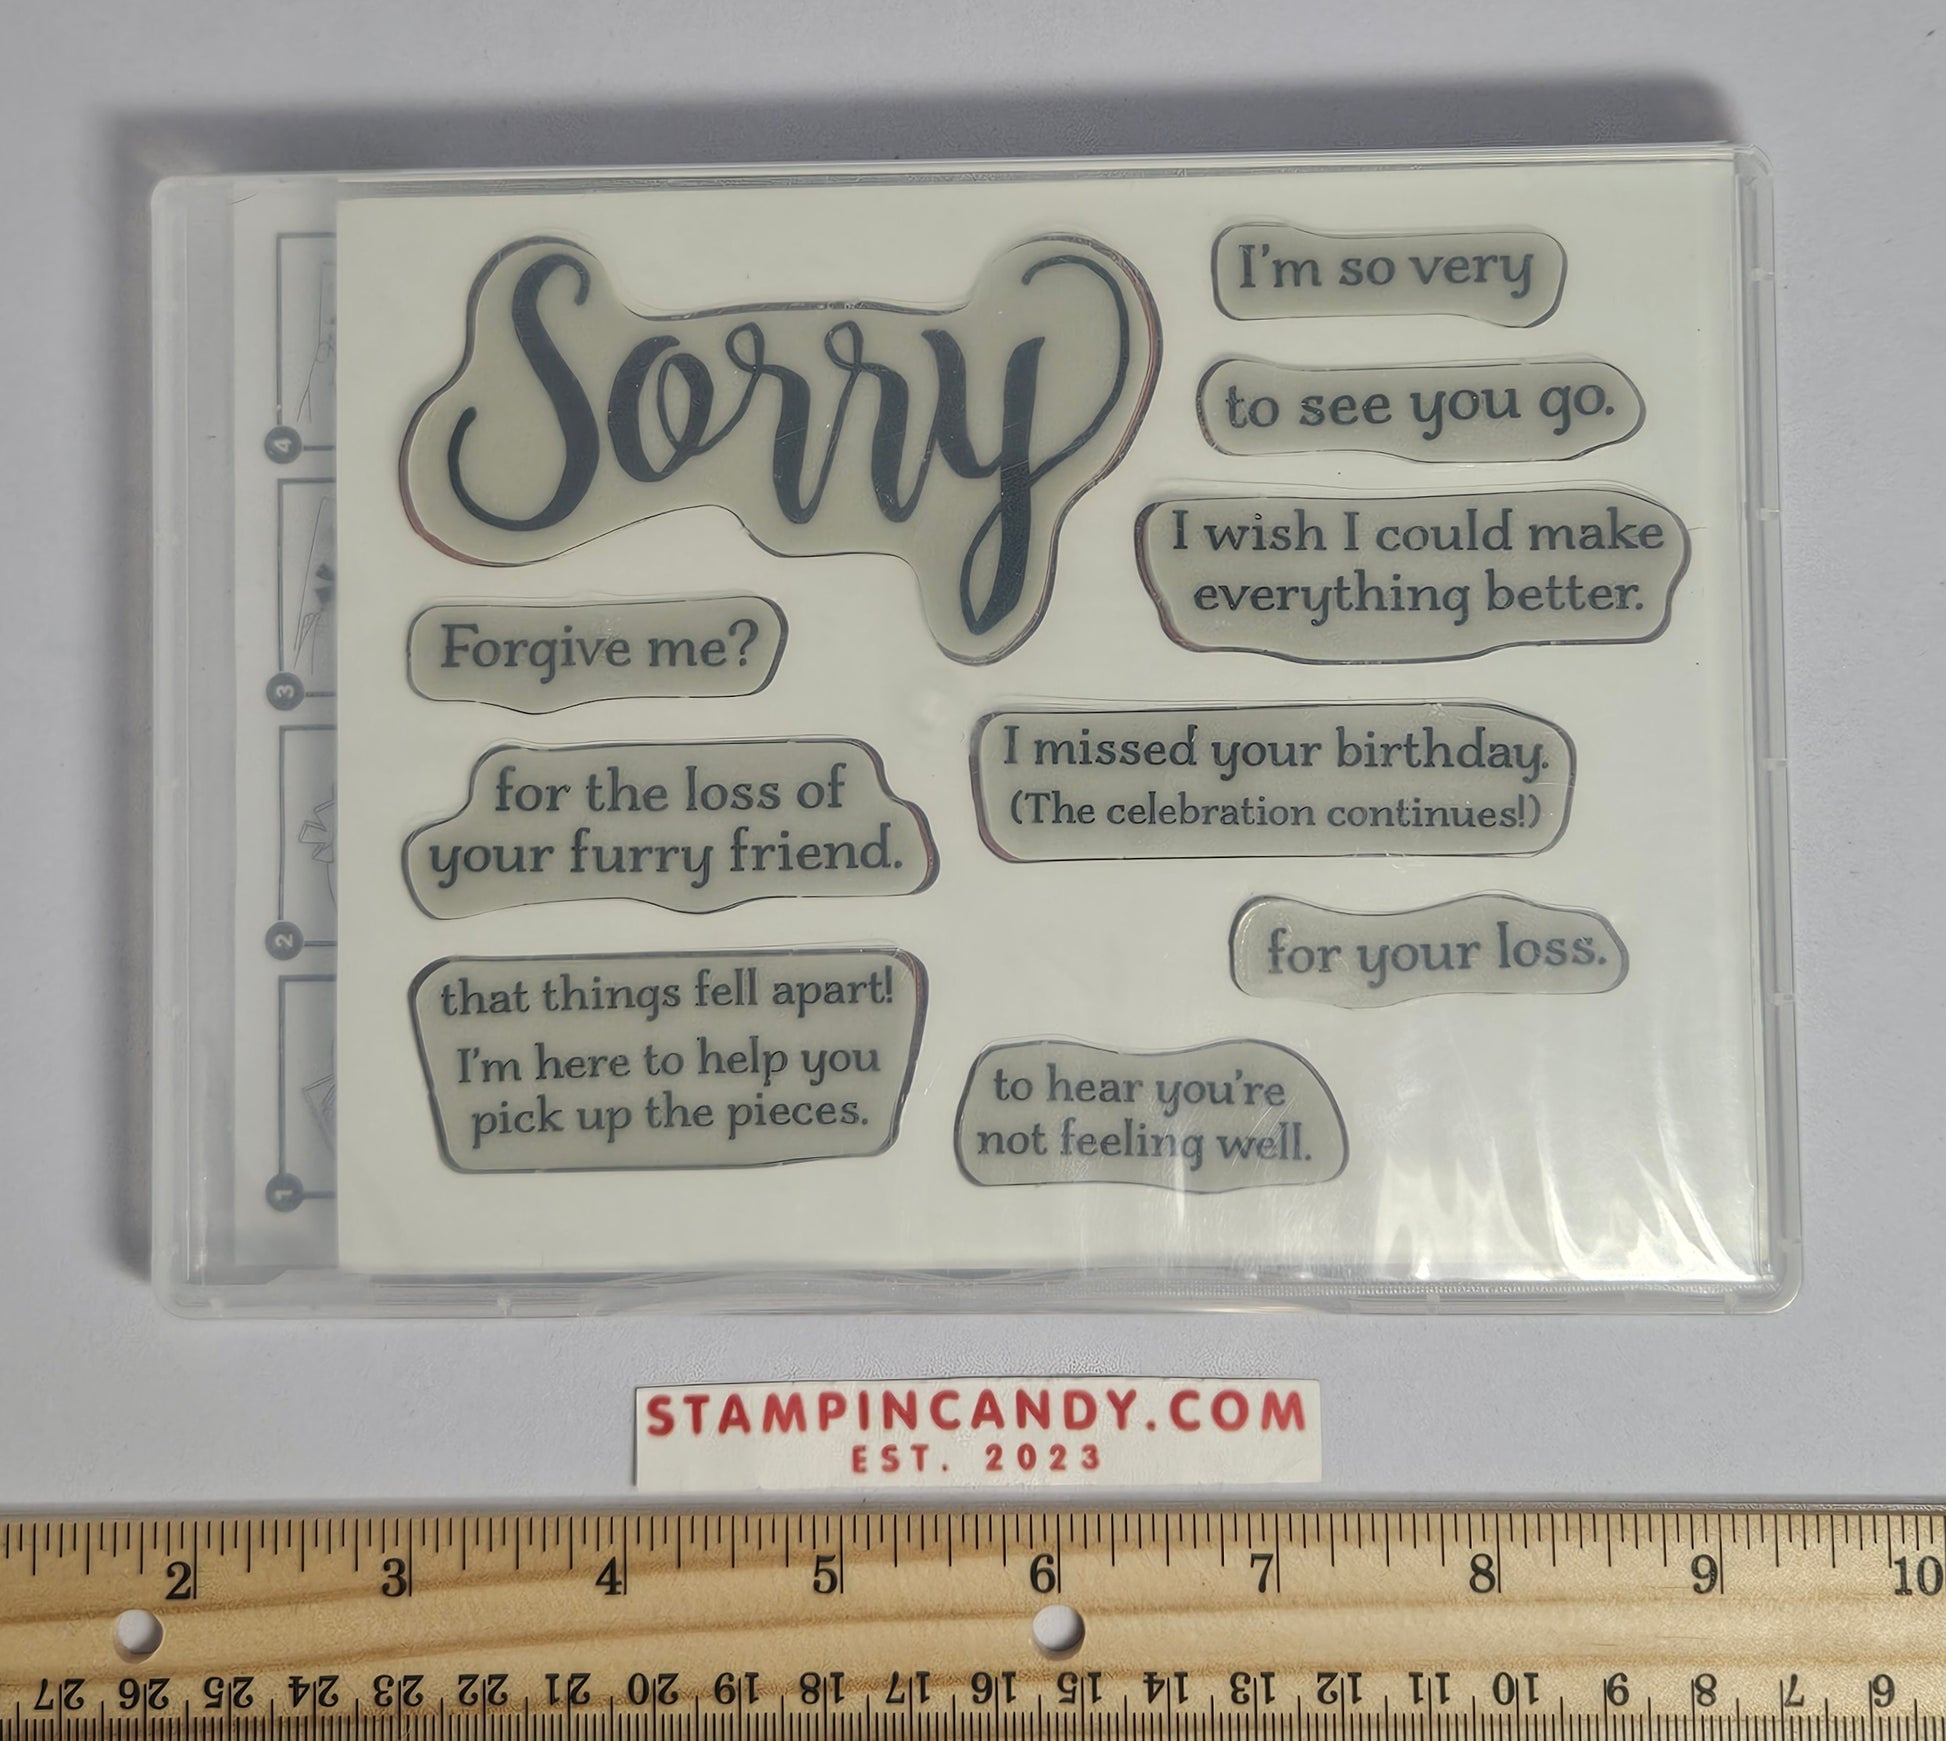 Sorry
I'm so very
to see you go.
I wish I could make
everything better.
Forgive me?
I missed your birthday.
(The celebration continues!)
for the loss of
your furry friend.
for your loss.
that things fell apart!
I'm here to help you
pick up the pieces.
to hear you're
not feeling well.
4
3
2
1
STAMPINCANDY.COM
EST. 2023
2 3 4 5 6 7 8 9 10
27 26 25 24 23 22 21 20 19 18 17 16 15 14 13 12 11 10 9 8 7 6